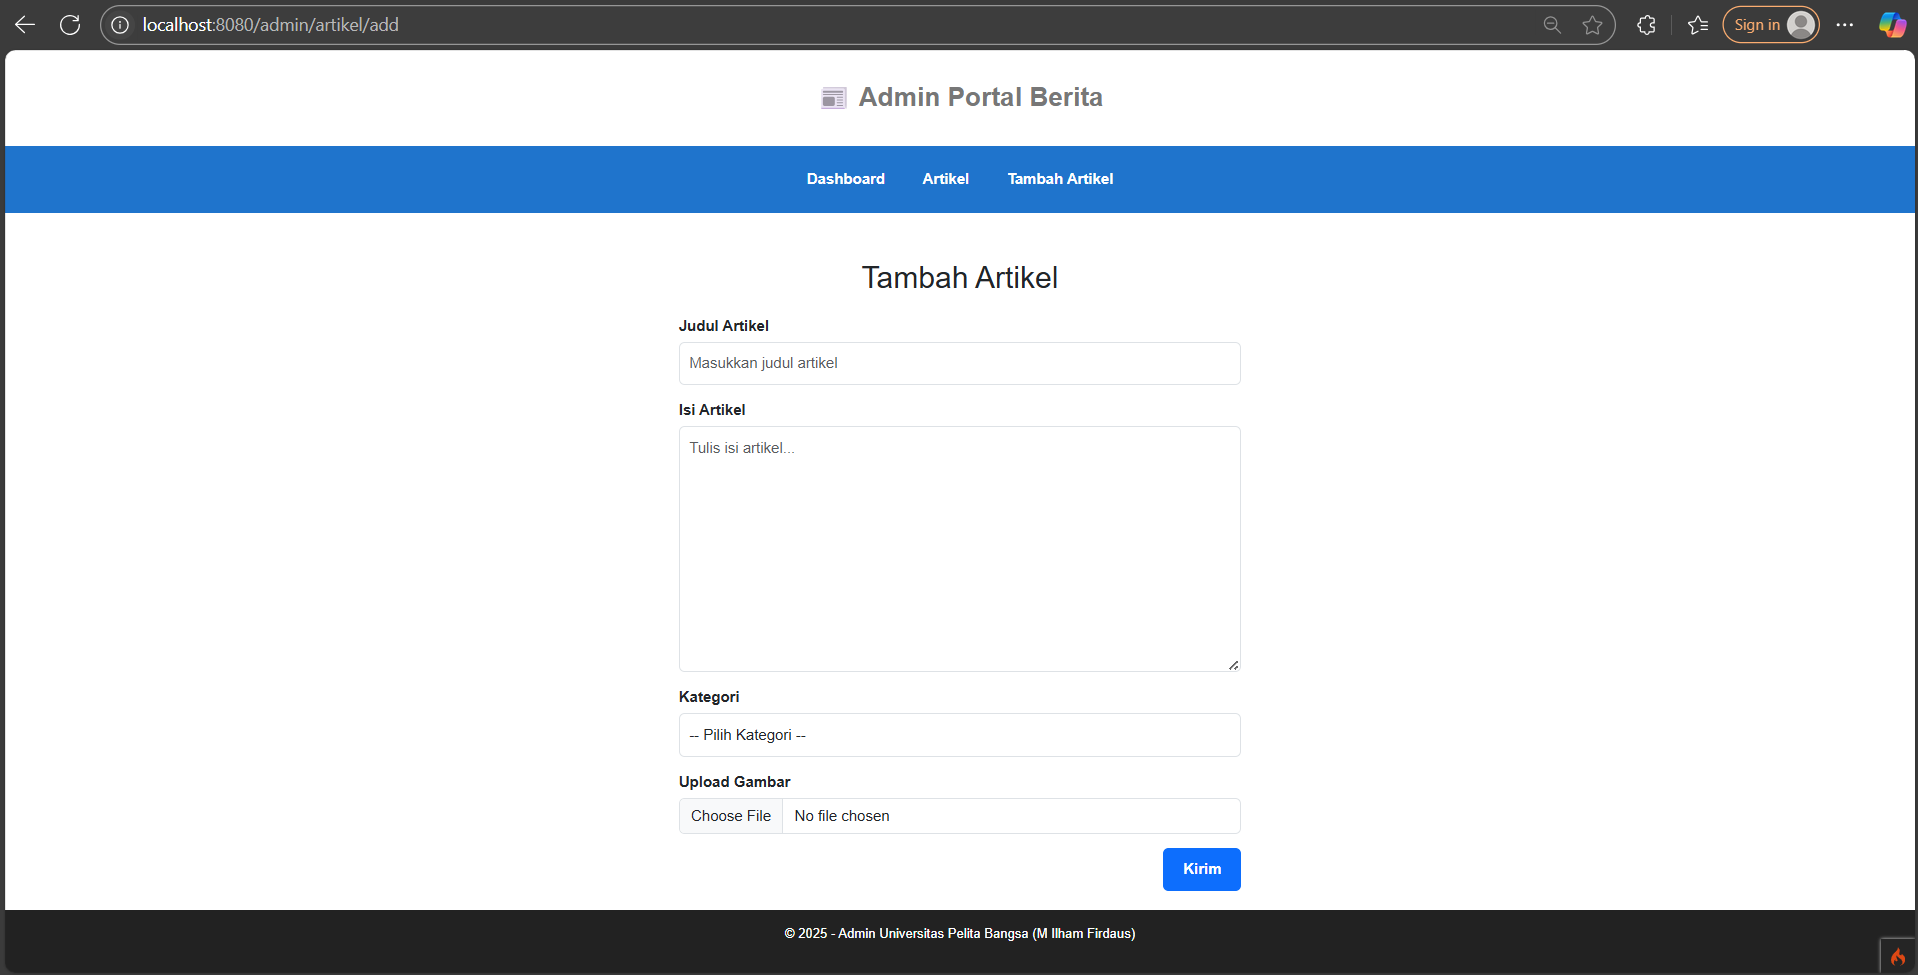 localhost:8080/admin/artikel/add
Sign in
Admin Portal Berita
Dashboard Artikel Tambah Artikel
Tambah Artikel
Judul Artikel
Masukkan judul artikel
Isi Artikel
Tulis isi artikel...
Kategori
-- Pilih Kategori --
Upload Gambar
Choose File No file chosen
Kirim
© 2025 - Admin Universitas Pelita Bangsa (M Ilham Firdaus)